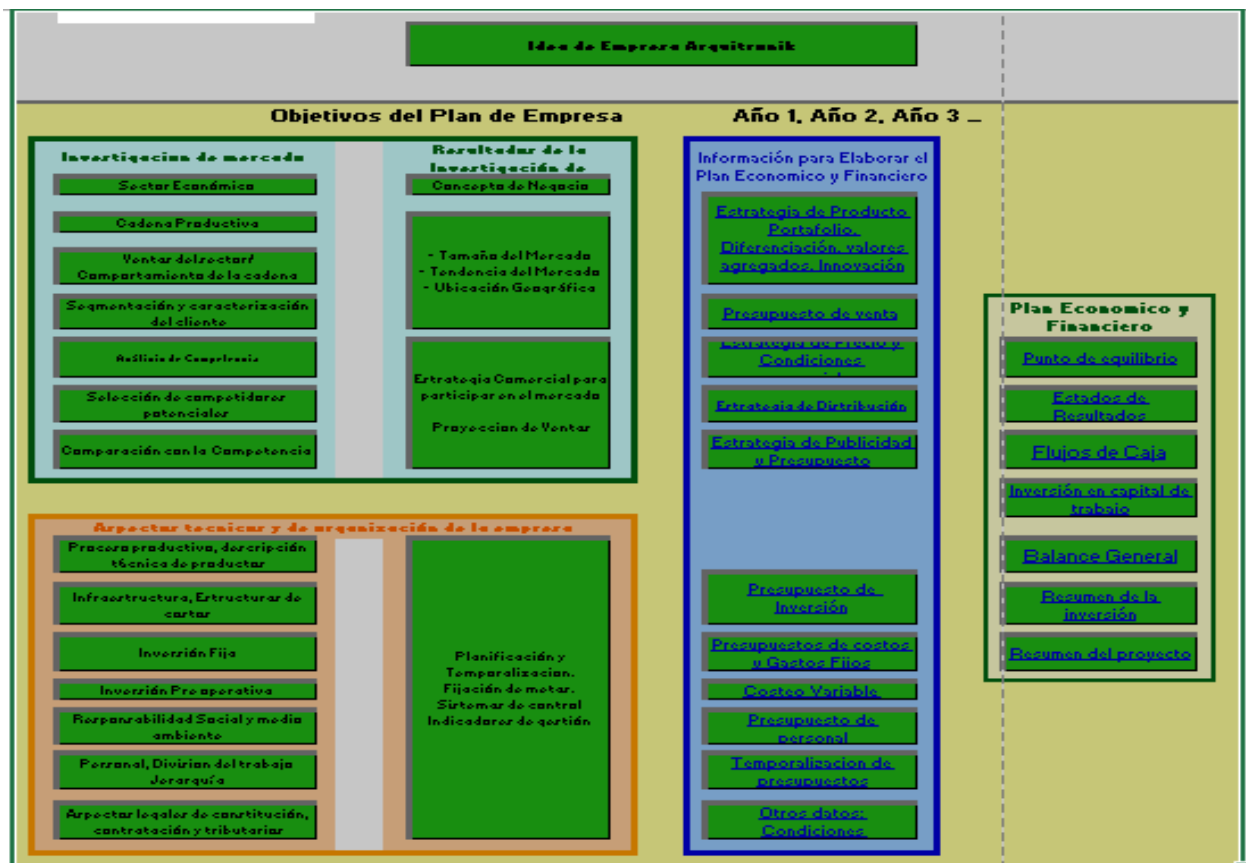 Idea de Empresa Arquitronik
Objetivos del Plan de Empresa
Año 1, Año 2, Año 3 ...
Investigacion de mercado
Sector Económico
Cadena Productiva
Ventas del sector/
Comportamiento de la cadena
Segmentación y caracterización
del cliente
Análisis de Competencia
Selección de competidores
potenciales
Comparación con la Competencia
Resultados de la
Investigación de
Concepto de Negocio
- Tamaño del Mercado
- Tendencia del Mercado
- Ubicación Geográfica
Estrategia Comercial para
participar en el mercado
Proyeccion de Ventas
Aspectos tecnicos y de organización de la empresa
Proceso productivo, descripción
técnica de productos
Infraestructura, Estructuras de
costos
Inversión Fija
Inversión Pre operativa
Responsabilidad Social y medio
ambiente
Personal, Division del trabajo
Jerarquía
Aspectos legales de constitución,
contratación y tributarios
Planificación y
Temporalizacion.
Fijación de metas.
Sistemas de control
Indicadores de gestión
Información para Elaborar el
Plan Economico y Financiero
Estrategia de Producto
Portafolio.
Diferenciación, valores
agregados, Innovación
Presupuesto de venta
Estrategia de Precio y
Condiciones
Estrategia de Distribución
Estrategia de Publicidad
y Presupuesto
Presupuesto de
Inversión
Presupuestos de costos
y Gastos Fijos
Costeo Variable
Presupuesto de
personal
Temporalizacion de
presupuestos
Otros datos:
Condiciones
Plan Economico y
Financiero
Punto de equilibrio
Estados de
Resultados
Flujos de Caja
Inversión en capital de
trabajo
Balance General
Resumen de la
inversión
Resumen del proyecto